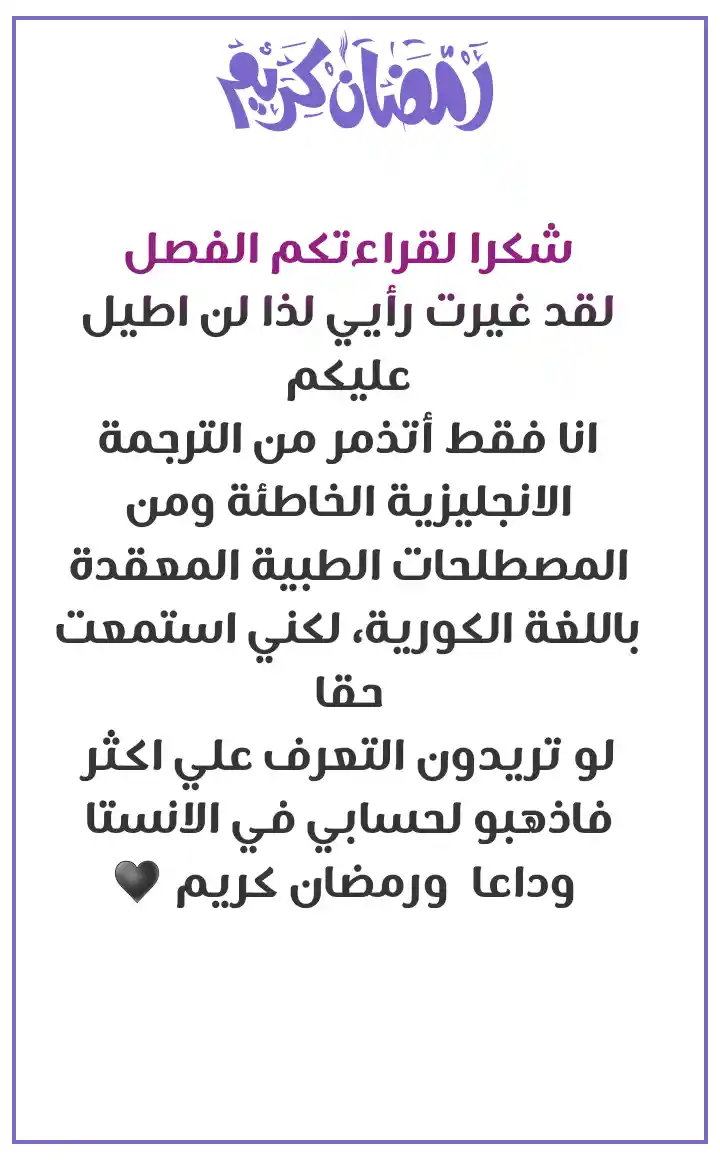 رمضان كريم
شكرا لقراءتكم الفصل
لقد غيرت رأيي لذا لن اطيل
عليكم
انا فقط أتذمر من الترجمة
الانجليزية الخاطئة ومن
المصطلحات الطبية المعقدة
باللغة الكورية، لكني استمعت
حقا
لو تريدون التعرف علي اكثر
فاذهبو لحسابي في الانستا
وداعا ورمضان كريم 🖤